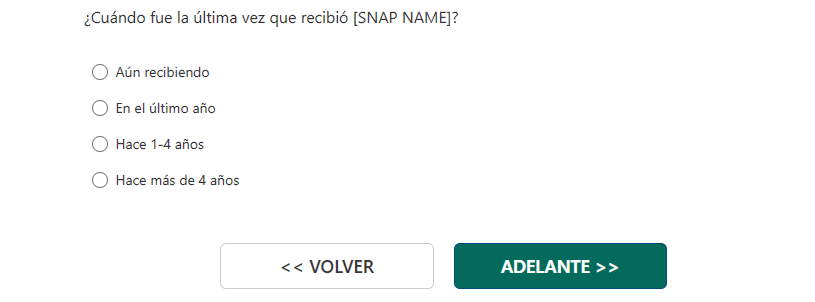 ¿Cuándo fue la última vez que recibió [SNAP NAME]?
Aún recibiendo
En el último año
Hace 1-4 años
Hace más de 4 años
<< VOLVER
ADELANTE >>